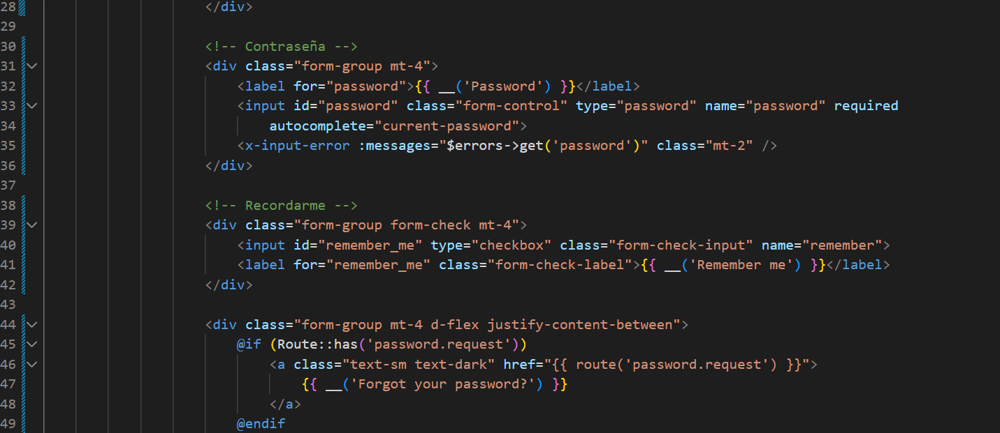 28 </div>
29
30 <!-- Contraseña -->
31 <div class="form-group mt-4">
32 <label for="password">{{ __('Password') }}</label>
33 <input id="password" class="form-control" type="password" name="password" required
34 autocomplete="current-password">
35 <x-input-error :messages="$errors->get('password')" class="mt-2" />
36 </div>
37
38 <!-- Recordarme -->
39 <div class="form-group form-check mt-4">
40 <input id="remember_me" type="checkbox" class="form-check-input" name="remember">
41 <label for="remember_me" class="form-check-label">{{ __('Remember me') }}</label>
42 </div>
43
44 <div class="form-group mt-4 d-flex justify-content-between">
45 @if (Route::has('password.request'))
46 <a class="text-sm text-dark" href="{{ route('password.request') }}">
47 {{ __('Forgot your password?') }}
48 </a>
49 @endif